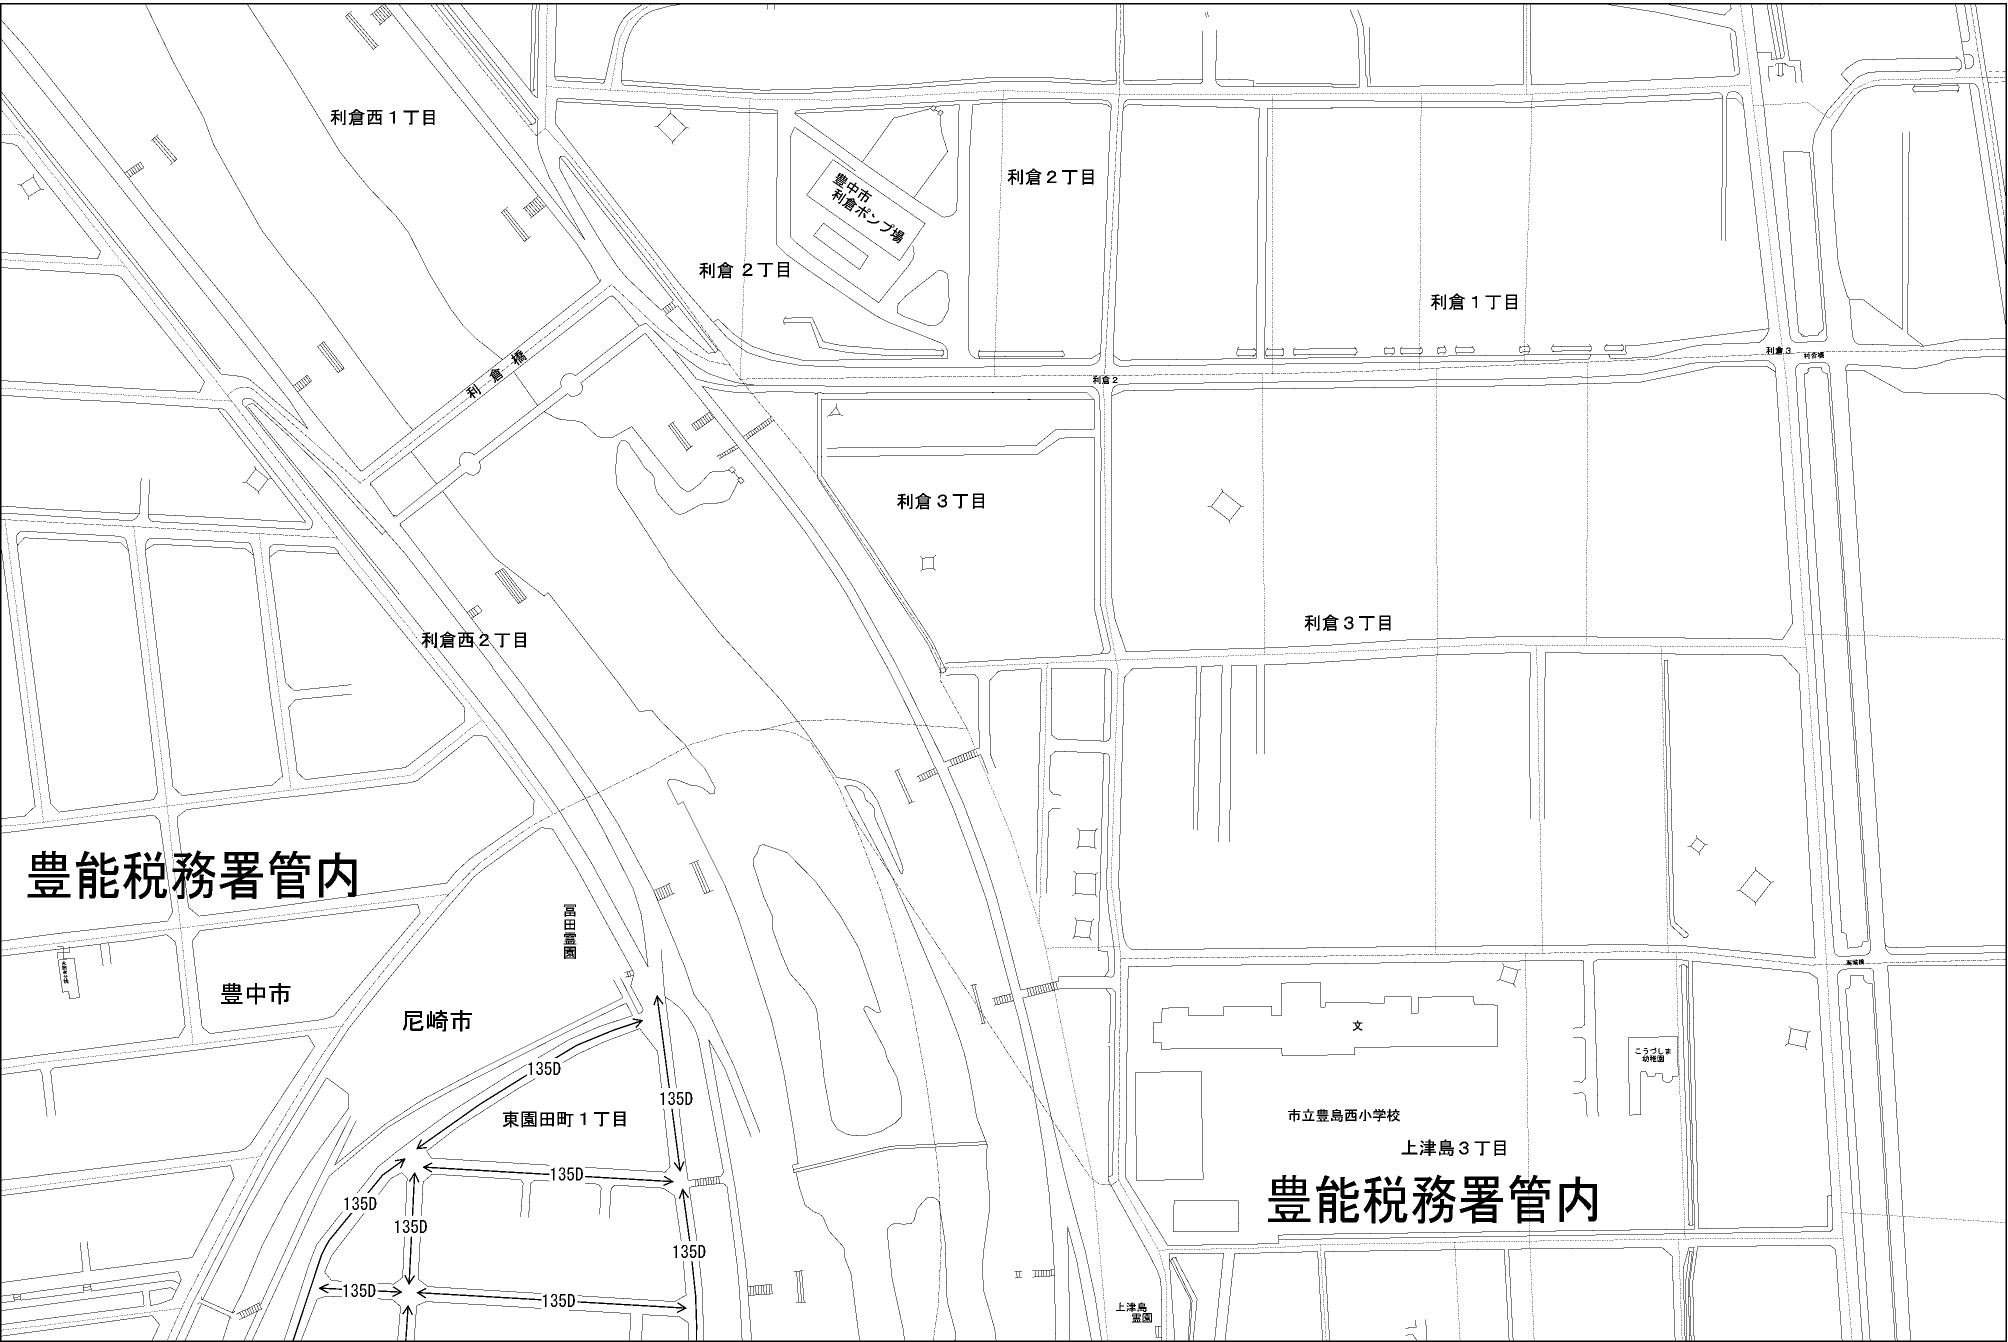 利倉西１丁目
利倉２丁目
豊中市
利倉ポンプ場
利倉２丁目
利倉１丁目
利倉橋
利倉３
利倉橋
利倉２
利倉３丁目
利倉３丁目
利倉西２丁目
豊能税務署管内
冨田霊園
豊中市
尼崎市
文
こうづしま
幼稚園
135D
135D
東園田町１丁目
市立豊島西小学校
上津島３丁目
135D
135D
豊能税務署管内
135D
135D
135D
135D
上津島
霊園